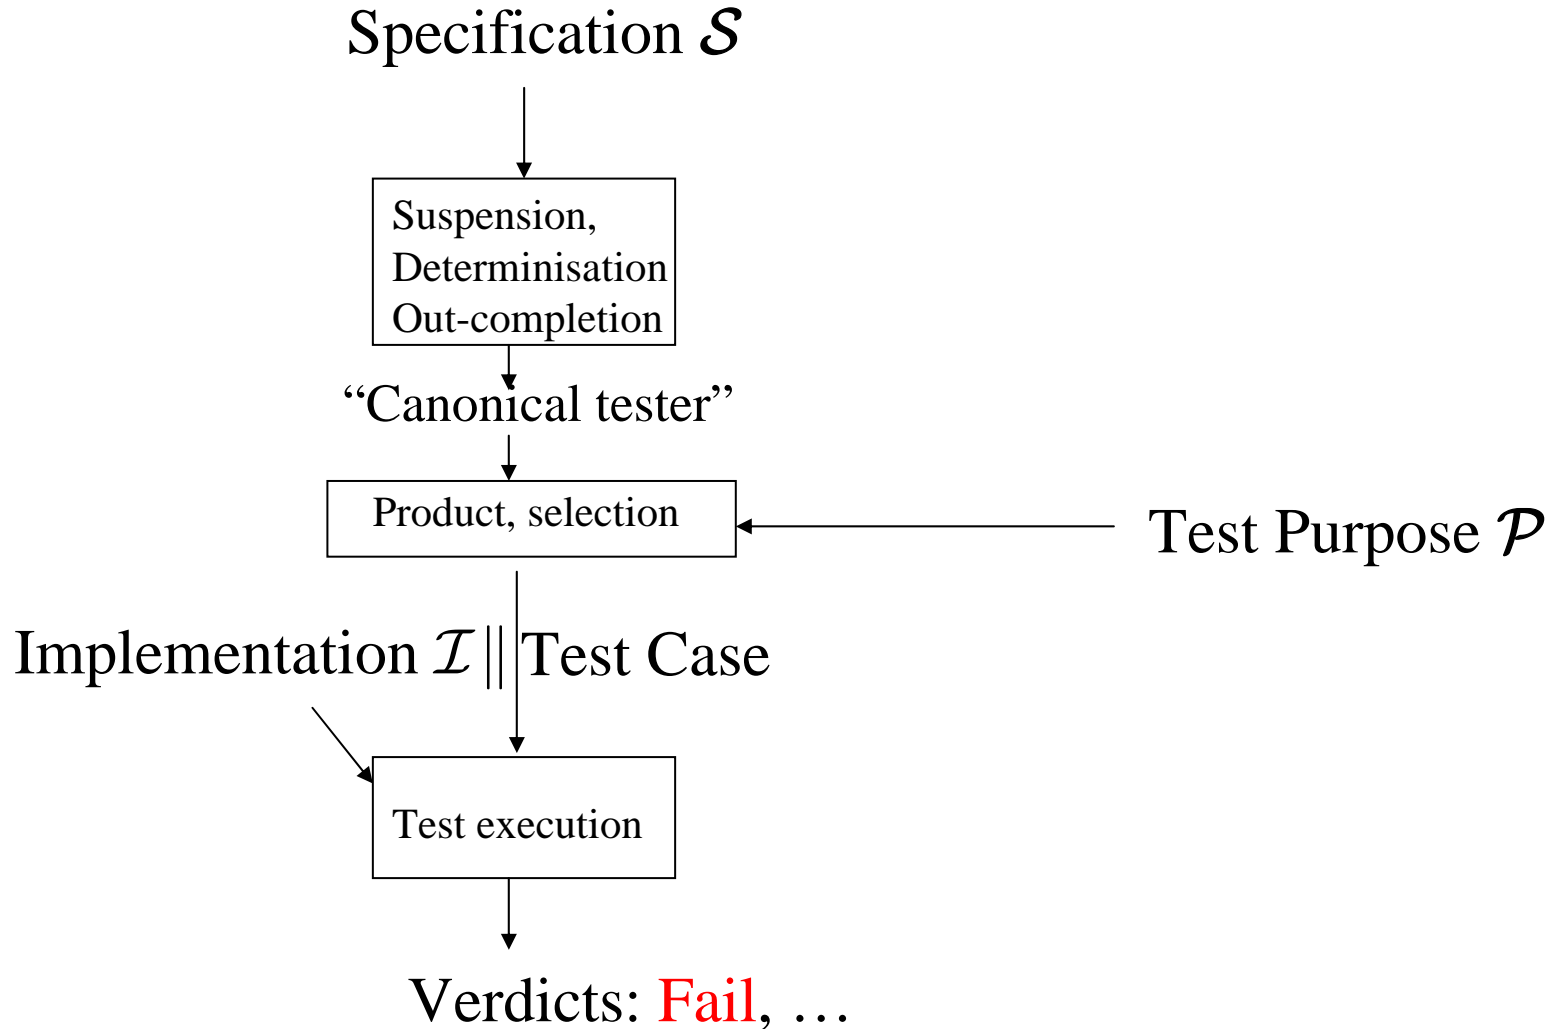 Specification 𝒮
Suspension,
Determinisation
Out-completion
“Canonical tester”
Product, selection
Test Purpose 𝒫
Implementation ℐ || Test Case
Test execution
Verdicts: Fail, …